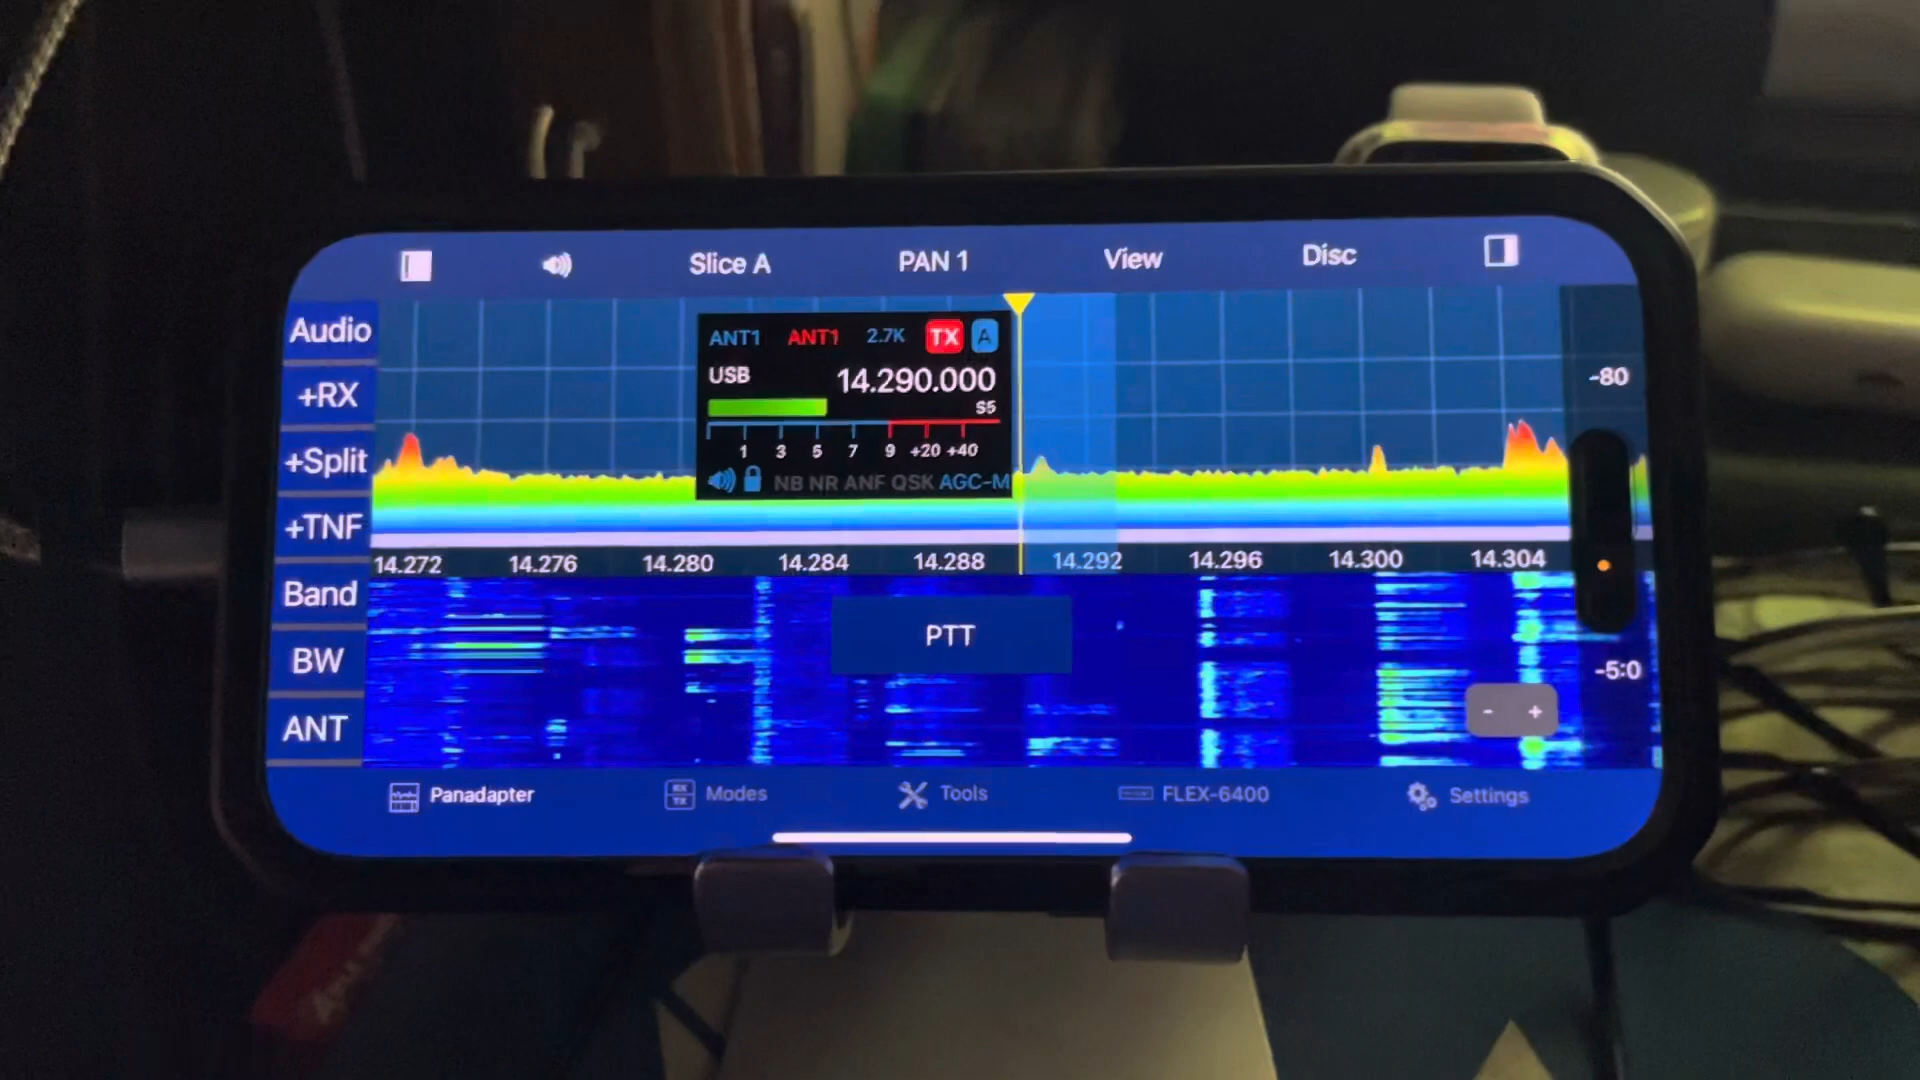 Slice A PAN 1 View Disc
Audio
+RX
+Split
+TNF
Band
BW
ANT
ANT1 ANT1 2.7K TX A
USB 14.290.000
S5
1 3 5 7 9 +20 +40
NB NR ANF QSK AGC-M
-80
14.272 14.276 14.280 14.284 14.288 14.292 14.296 14.300 14.304
PTT
-5:0
- +
Panadapter RX TX Modes Tools FLEX-6400 Settings